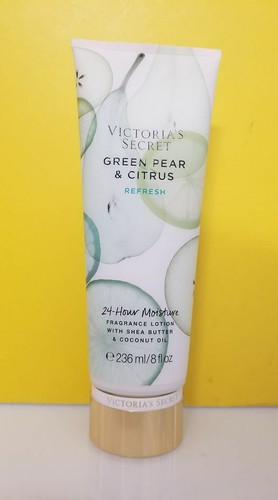 VICTORIA'S
SECRET
GREEN PEAR
& CITRUS
REFRESH
24-Hour Moisture
FRAGRANCE LOTION
WITH SHEA BUTTER
& COCONUT OIL
℮ 236 ml/8 fl oz
VICTORIA'S SECRET